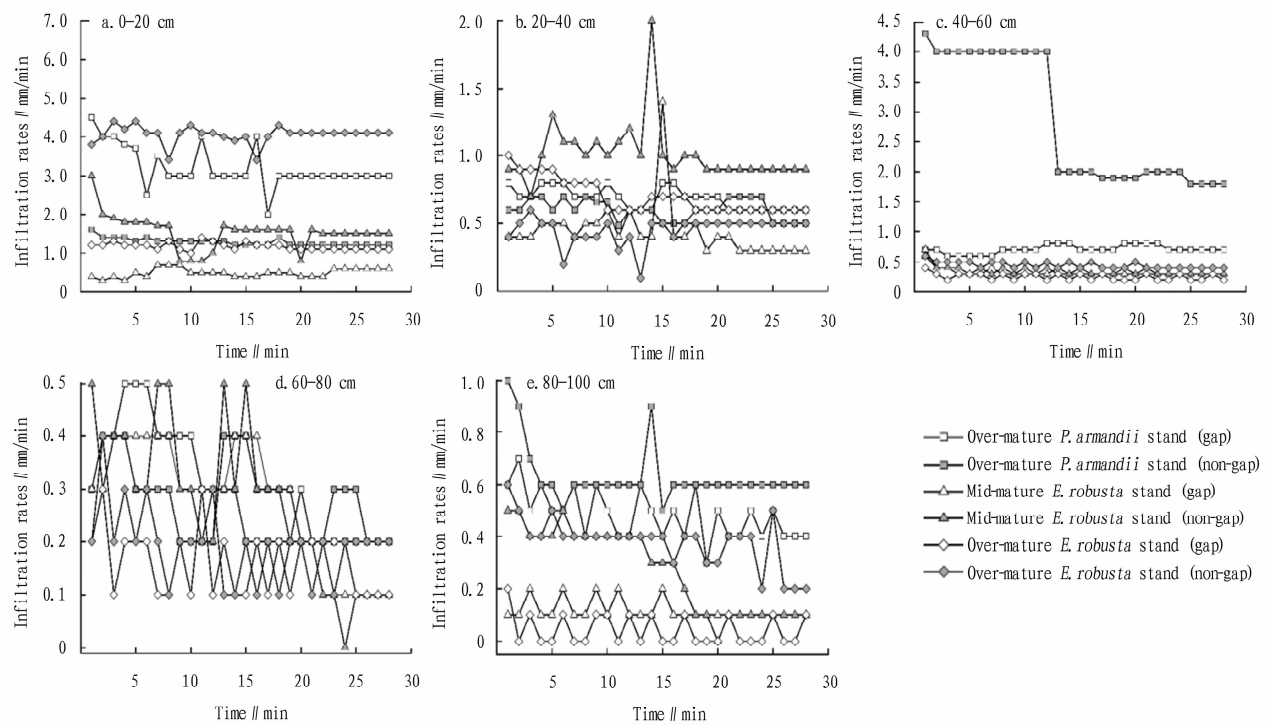 a. 0-20 cm
7.0
6.0
5.0
4.0
3.0
2.0
1.0
0
Infiltration rates // mm/min
5 10 15 20 25 30
Time // min
b. 20-40 cm
2.0
1.5
1.0
0.5
0
Infiltration rates // mm/min
5 10 15 20 25 30
Time // min
c. 40-60 cm
4.5
4.0
3.5
3.0
2.5
2.0
1.5
1.0
0.5
0
Infiltration rates // mm/min
5 10 15 20 25 30
Time // min
d. 60-80 cm
0.5
0.4
0.3
0.2
0.1
0
Infiltration rates // mm/min
5 10 15 20 25 30
Time // min
e. 80-100 cm
1.0
0.8
0.6
0.4
0.2
0
Infiltration rates // mm/min
5 10 15 20 25 30
Time // min
Over-mature P. armandii stand (gap)
Over-mature P. armandii stand (non-gap)
Mid-mature E. robusta stand (gap)
Mid-mature E. robusta stand (non-gap)
Over-mature E. robusta stand (gap)
Over-mature E. robusta stand (non-gap)